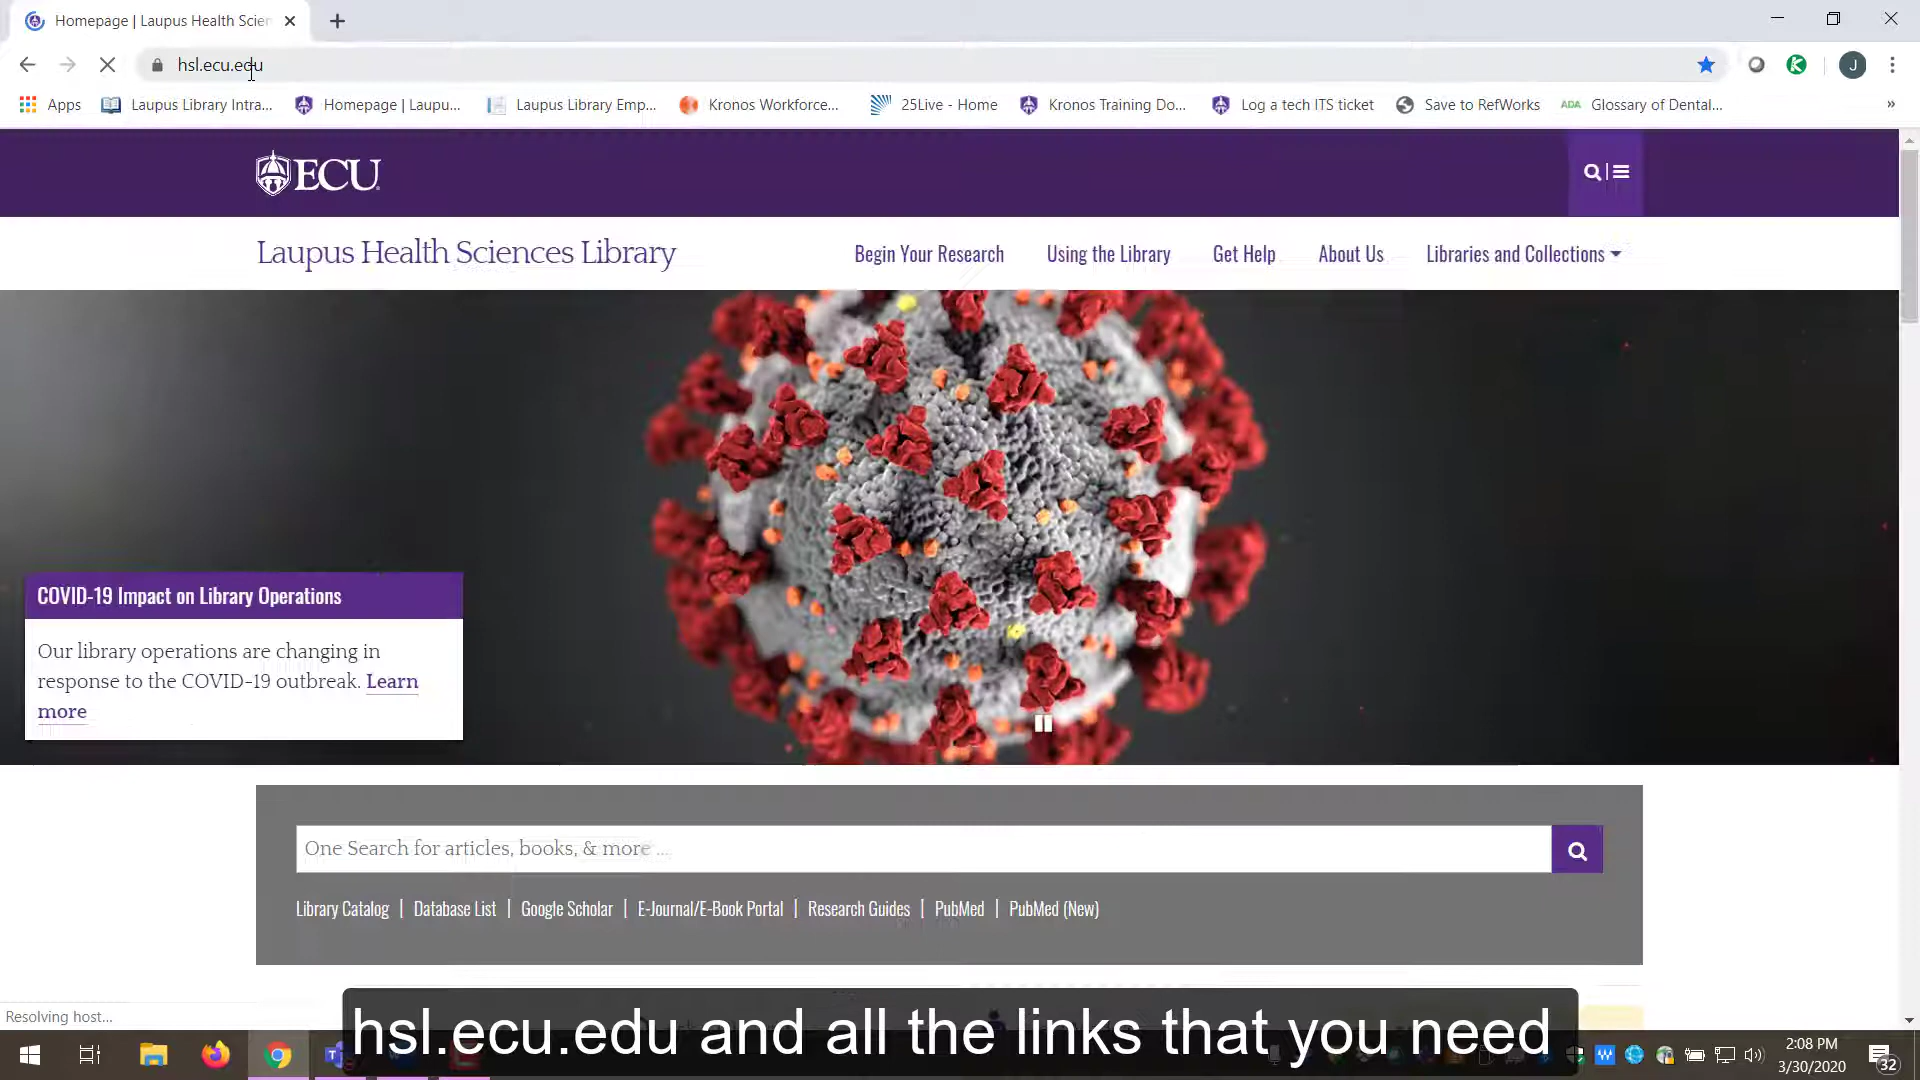 Homepage | Laupus Health Scien
hsl.ecu.edu
J
Apps
Laupus Library Intra...
Homepage | Laupu...
Laupus Library Emp...
Kronos Workforce...
25Live - Home
Kronos Training Do...
Log a tech ITS ticket
Save to RefWorks
ADA
Glossary of Dental...
»
ECU
Laupus Health Sciences Library
Begin Your Research
Using the Library
Get Help
About Us
Libraries and Collections
COVID-19 Impact on Library Operations
Our library operations are changing in
response to the COVID-19 outbreak. Learn
more
One Search for articles, books, & more ...
Library Catalog | Database List | Google Scholar | E-Journal/E-Book Portal | Research Guides | PubMed | PubMed (New)
Resolving host...
hsl.ecu.edu and all the links that you need
2:08 PM
3/30/2020
32